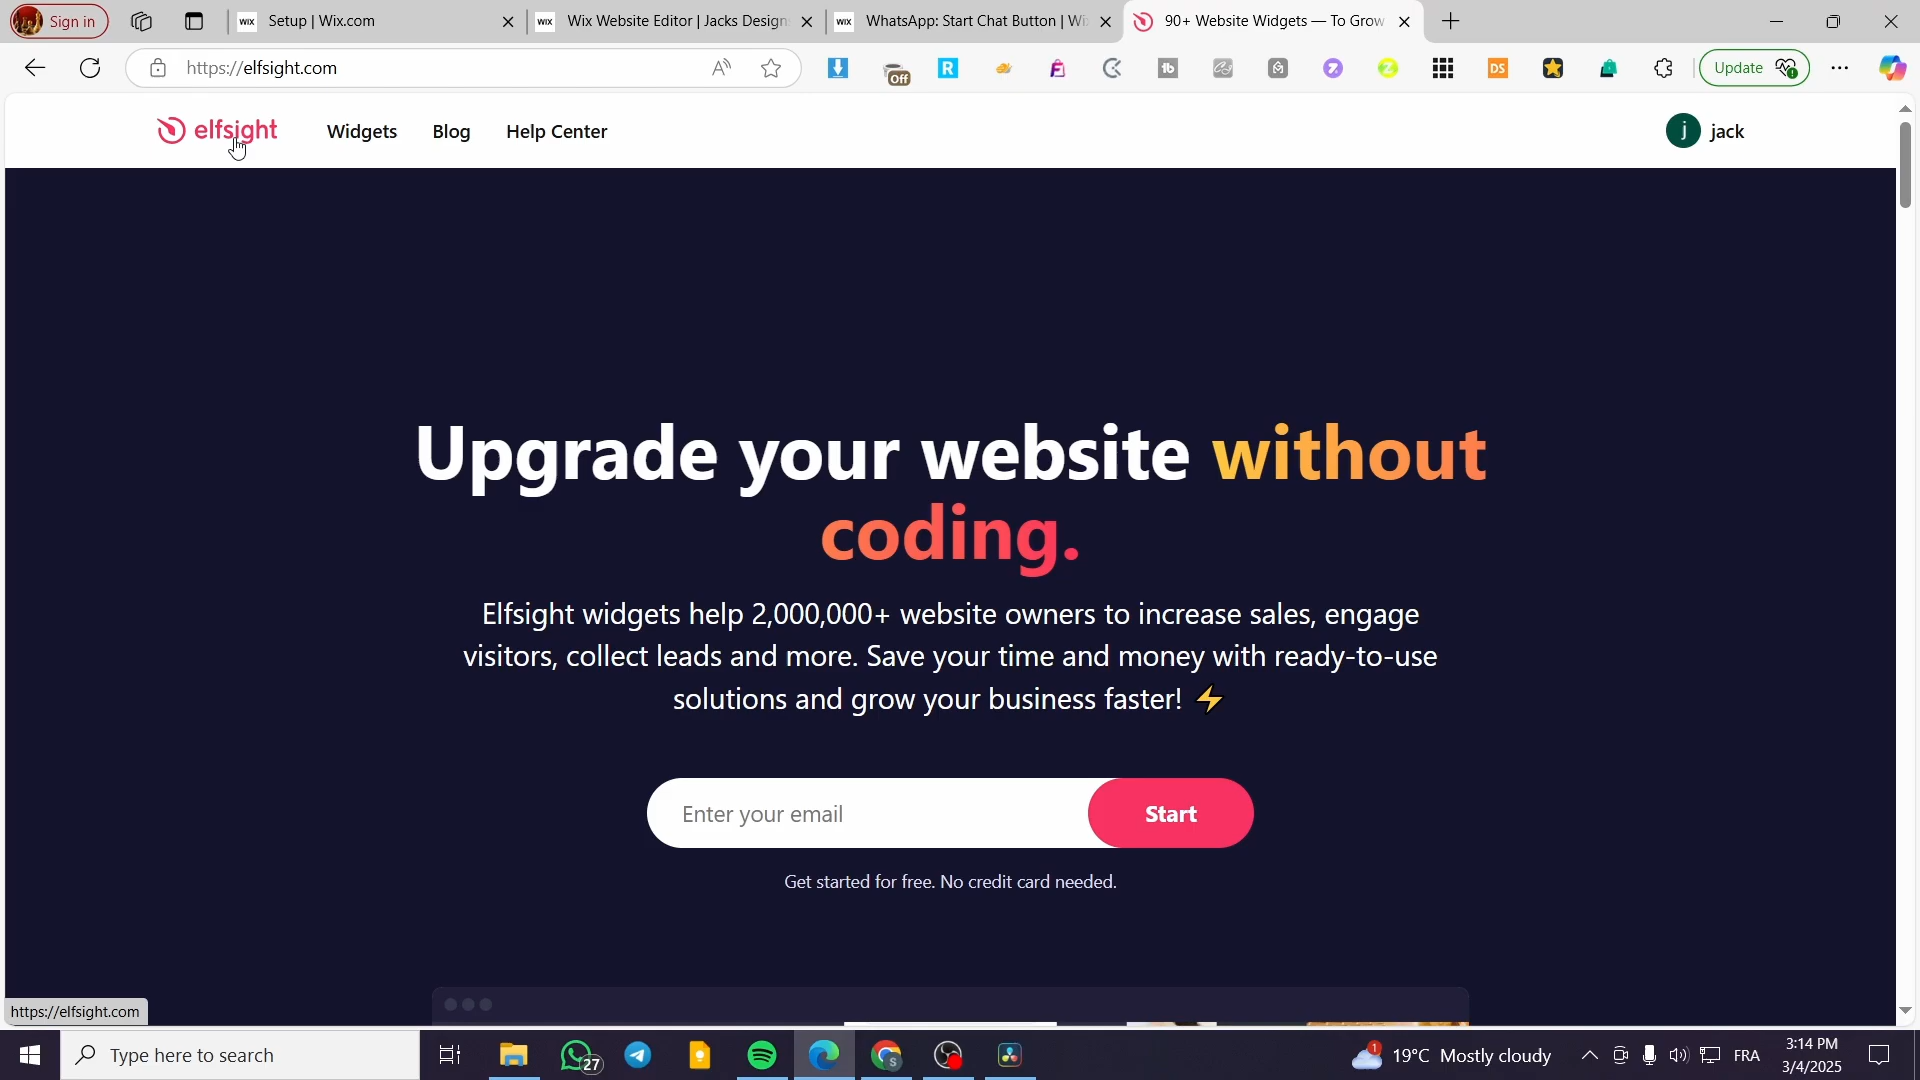 Sign in
Setup | Wix.com
Wix Website Editor | Jacks Design
WhatsApp: Start Chat Button | Wi
90+ Website Widgets — To Grow
https://elfsight.com
Off
R
1b
DS
Update
elfsight
Widgets
Blog
Help Center
j
jack
Upgrade your website without
coding.
Elfsight widgets help 2,000,000+ website owners to increase sales, engage
visitors, collect leads and more. Save your time and money with ready-to-use
solutions and grow your business faster! ⚡
Enter your email
Start
Get started for free. No credit card needed.
https://elfsight.com
Type here to search
27
1
19°C Mostly cloudy
FRA
3:14 PM
3/4/2025